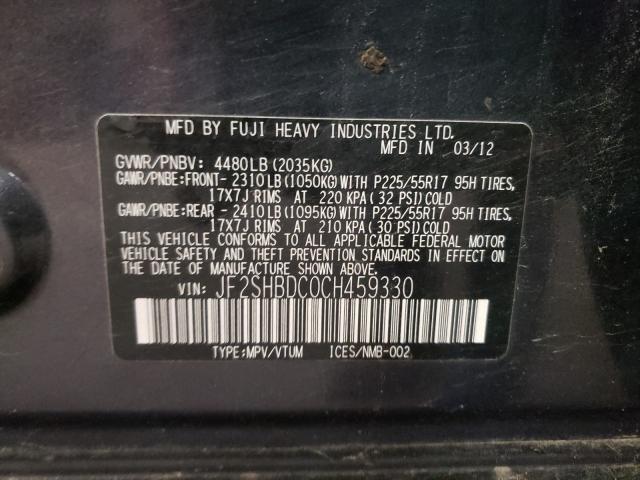 MFD BY FUJI HEAVY INDUSTRIES LTD.
MFD IN 03/12
GVWR/PNBV: 4480LB (2035KG)
GAWR/PNBE:FRONT- 2310LB (1050KG) WITH P225/55R17 95H TIRES,
17X7J RIMS AT 220 KPA ( 32 PSI) COLD
GAWR/PNBE:REAR - 2410LB (1095KG) WITH P225/55R17 95H TIRES,
17X7J RIMS AT 210 KPA ( 30 PSI) COLD
THIS VEHICLE CONFORMS TO ALL APPLICABLE FEDERAL MOTOR
VEHICLE SAFETY AND THEFT PREVENTION STANDARDS IN EFFECT ON
THE DATE OF MANUFACTURE SHOWN ABOVE.
VIN: JF2SHBDC0CH459330
TYPE:MPV/VTUM ICES/NMB-002